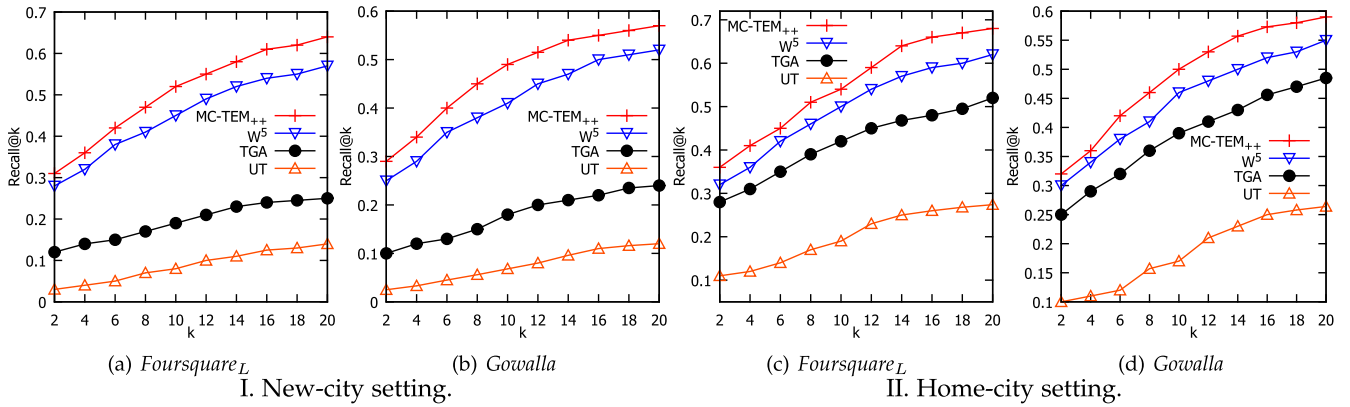 0.7
0.6
0.5
0.4
0.3
0.2
0.1
0
Recall@k
MC-TEM++
W5
TGA
UT
2 4 6 8 10 12 14 16 18 20
k
(a) FoursquareL
0.6
0.5
0.4
0.3
0.2
0.1
0
Recall@k
MC-TEM++
W5
TGA
UT
2 4 6 8 10 12 14 16 18 20
k
(b) Gowalla
I. New-city setting.
0.7
0.6
0.5
0.4
0.3
0.2
0.1
Recall@k
MC-TEM++
W5
TGA
UT
2 4 6 8 10 12 14 16 18 20
k
(c) FoursquareL
0.6
0.55
0.5
0.45
0.4
0.35
0.3
0.25
0.2
0.15
0.1
Recall@k
MC-TEM++
W5
TGA
UT
2 4 6 8 10 12 14 16 18 20
k
(d) Gowalla
II. Home-city setting.